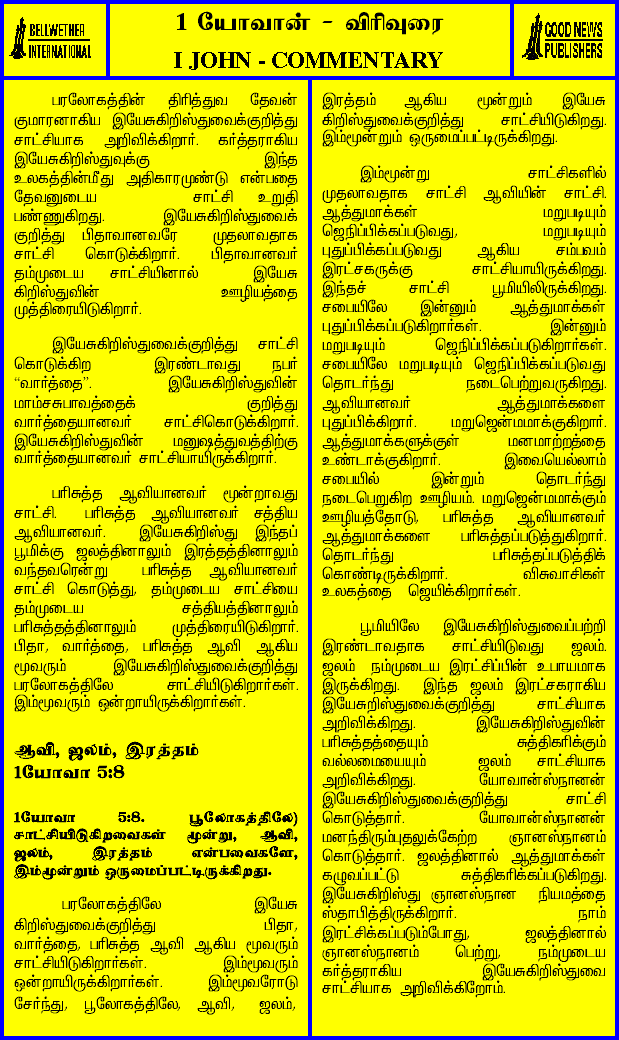 BELLWETHER
INTERNATIONAL
1 யோவான் - விரிவுரை
I JOHN - COMMENTARY
GOOD NEWS
PUBLISHERS
பரலோகத்தின் திரித்துவ தேவன்
குமாரனாகிய இயேசுகிறிஸ்துவைக்குறித்து
சாட்சியாக அறிவிக்கிறார். கர்த்தராகிய
இயேசுகிறிஸ்துவுக்கு இந்த
உலகத்தின்மீது அதிகாரமுண்டு என்பதை
தேவனுடைய சாட்சி உறுதி
பண்ணுகிறது. இயேசுகிறிஸ்துவைக்
குறித்து பிதாவானவரே முதலாவதாக
சாட்சி கொடுக்கிறார். பிதாவானவர்
தம்முடைய சாட்சியினால் இயேசு
கிறிஸ்துவின் ஊழியத்தை
முத்திரையிடுகிறார்.
இயேசுகிறிஸ்துவைக்குறித்து சாட்சி
கொடுக்கிற இரண்டாவது நபர்
“வார்த்தை”. இயேசுகிறிஸ்துவின்
மாம்சசுபாவத்தைக் குறித்து
வார்த்தையானவர் சாட்சிகொடுக்கிறார்.
இயேசுகிறிஸ்துவின் மனுஷத்துவத்திற்கு
வார்த்தையானவர் சாட்சியாயிருக்கிறார்.
பரிசுத்த ஆவியானவர் மூன்றாவது
சாட்சி. பரிசுத்த ஆவியானவர் சத்திய
ஆவியானவர். இயேசுகிறிஸ்து இந்தப்
பூமிக்கு ஜலத்தினாலும் இரத்தத்தினாலும்
வந்தவரென்று பரிசுத்த ஆவியானவர்
சாட்சி கொடுத்து, தம்முடைய சாட்சியை
தம்முடைய சத்தியத்தினாலும்
பரிசுத்தத்தினாலும் முத்திரையிடுகிறார்.
பிதா, வார்த்தை, பரிசுத்த ஆவி ஆகிய
மூவரும் இயேசுகிறிஸ்துவைக்குறித்து
பரலோகத்திலே சாட்சியிடுகிறார்கள்.
இம்மூவரும் ஒன்றாயிருக்கிறார்கள்.
ஆவி, ஜலம், இரத்தம்
1யோவா 5:8
1யோவா 5:8. பூலோகத்திலே)
சாட்சியிடுகிறவைகள் மூன்று, ஆவி,
ஜலம், இரத்தம் என்பவைகளே,
இம்மூன்றும் ஒருமைப்பட்டிருக்கிறது.
பரலோகத்திலே இயேசு
கிறிஸ்துவைக்குறித்து பிதா,
வார்த்தை, பரிசுத்த ஆவி ஆகிய மூவரும்
சாட்சியிடுகிறார்கள். இம்மூவரும்
ஒன்றாயிருக்கிறார்கள். இம்மூவரோடு
சேர்ந்து, பூலோகத்திலே, ஆவி, ஜலம்,
இரத்தம் ஆகிய மூன்றும் இயேசு
கிறிஸ்துவைக்குறித்து சாட்சியிடுகிறது.
இம்மூன்றும் ஒருமைப்பட்டிருக்கிறது.
இம்மூன்று சாட்சிகளில்
முதலாவதாக சாட்சி ஆவியின் சாட்சி.
ஆத்துமாக்கள் மறுபடியும்
ஜெநிப்பிக்கப்படுவது, மறுபடியும்
புதுப்பிக்கப்படுவது ஆகிய சம்பவம்
இரட்சகருக்கு சாட்சியாயிருக்கிறது.
இந்தச் சாட்சி பூமியிலிருக்கிறது.
சபையிலே இன்னும் ஆத்துமாக்கள்
புதுப்பிக்கப்படுகிறார்கள். இன்னும்
மறுபடியும் ஜெநிப்பிக்கப்படுகிறார்கள்.
சபையிலே மறுபடியும் ஜெநிப்பிக்கப்படுவது
தொடர்ந்து நடைபெற்றுவருகிறது.
ஆவியானவர் ஆத்துமாக்களை
புதுப்பிக்கிறார். மறுஜென்மமாக்குகிறார்.
ஆத்துமாக்களுக்குள் மனமாற்றத்தை
உண்டாக்குகிறார். இவையெல்லாம்
சபையில் இன்றும் தொடர்ந்து
நடைபெறுகிற ஊழியம். மறுஜென்மமாக்கும்
ஊழியத்தோடு, பரிசுத்த ஆவியானவர்
ஆத்துமாக்களை பரிசுத்தப்படுத்துகிறார்.
தொடர்ந்து பரிசுத்தப்படுத்திக்
கொண்டிருக்கிறார். விசுவாசிகள்
உலகத்தை ஜெயிக்கிறார்கள்.
பூமியிலே இயேசுகிறிஸ்துவைப்பற்றி
இரண்டாவதாக சாட்சியிடுவது ஜலம்.
ஜலம் நம்முடைய இரட்சிப்பின் உபாயமாக
இருக்கிறது. இந்த ஜலம் இரட்சகராகிய
இயேசுறிஸ்துவைக்குறித்து சாட்சியாக
அறிவிக்கிறது. இயேசுகிறிஸ்துவின்
பரிசுத்தத்தையும் சுத்திகரிக்கும்
வல்லமையையும் ஜலம் சாட்சியாக
அறிவிக்கிறது. யோவான்ஸ்நானன்
இயேசுகிறிஸ்துவைக்குறித்து சாட்சி
கொடுத்தார். யோவான்ஸ்நானன்
மனந்திரும்புதலுக்கேற்ற ஞானஸ்நானம்
கொடுத்தார். ஜலத்தினால் ஆத்துமாக்கள்
கழுவப்பட்டு சுத்திகரிக்கப்படுகிறது.
இயேசுகிறிஸ்து ஞானஸ்நான நியமத்தை
ஸ்தாபித்திருக்கிறார். நாம்
இரட்சிக்கப்படும்போது, ஜலத்தினால்
ஞானஸ்நானம் பெற்று, நம்முடைய
கர்த்தராகிய இயேசுகிறிஸ்துவை
சாட்சியாக அறிவிக்கிறோம்.